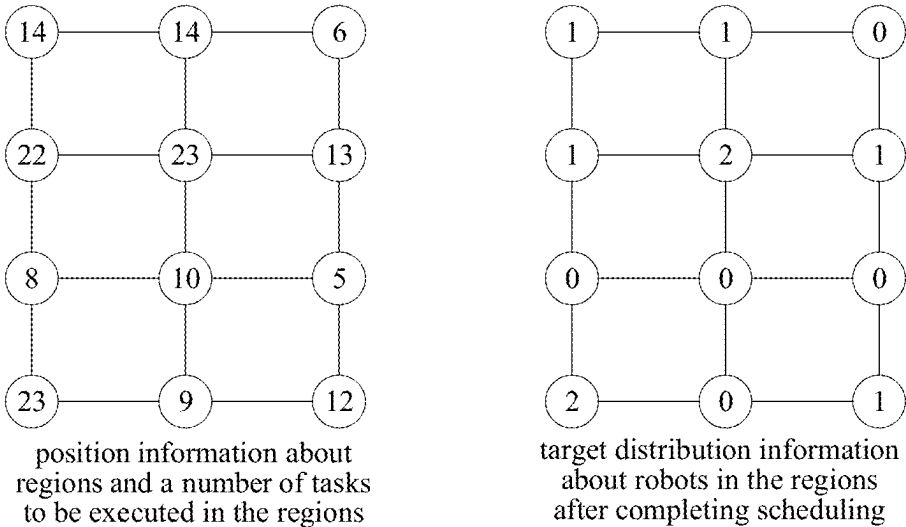 14 14 6 1 1 0
22 23 13 1 2 1
8 10 5 0 0 0
23 9 12 2 0 1
position information about
regions and a number of tasks
to be executed in the regions
target distribution information
about robots in the regions
after completing scheduling